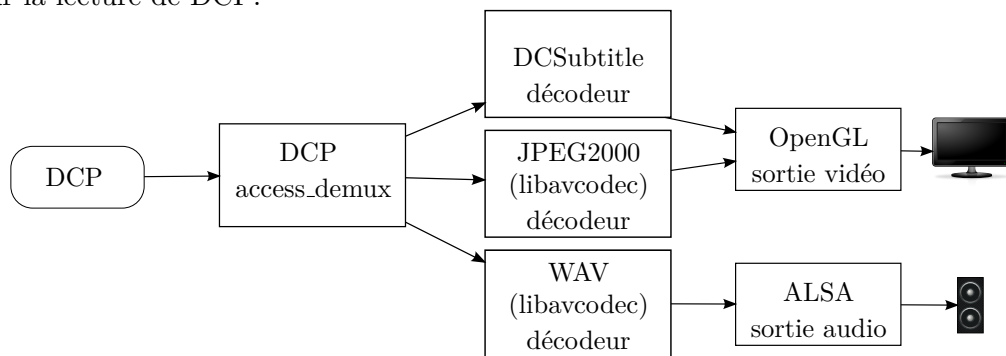 la lecture de DCP.
DCP
DCP
access_demux
DCSubtitle
décodeur
JPEG2000
(libavcodec)
décodeur
WAV
(libavcodec)
décodeur
OpenGL
sortie vidéo
ALSA
sortie audio